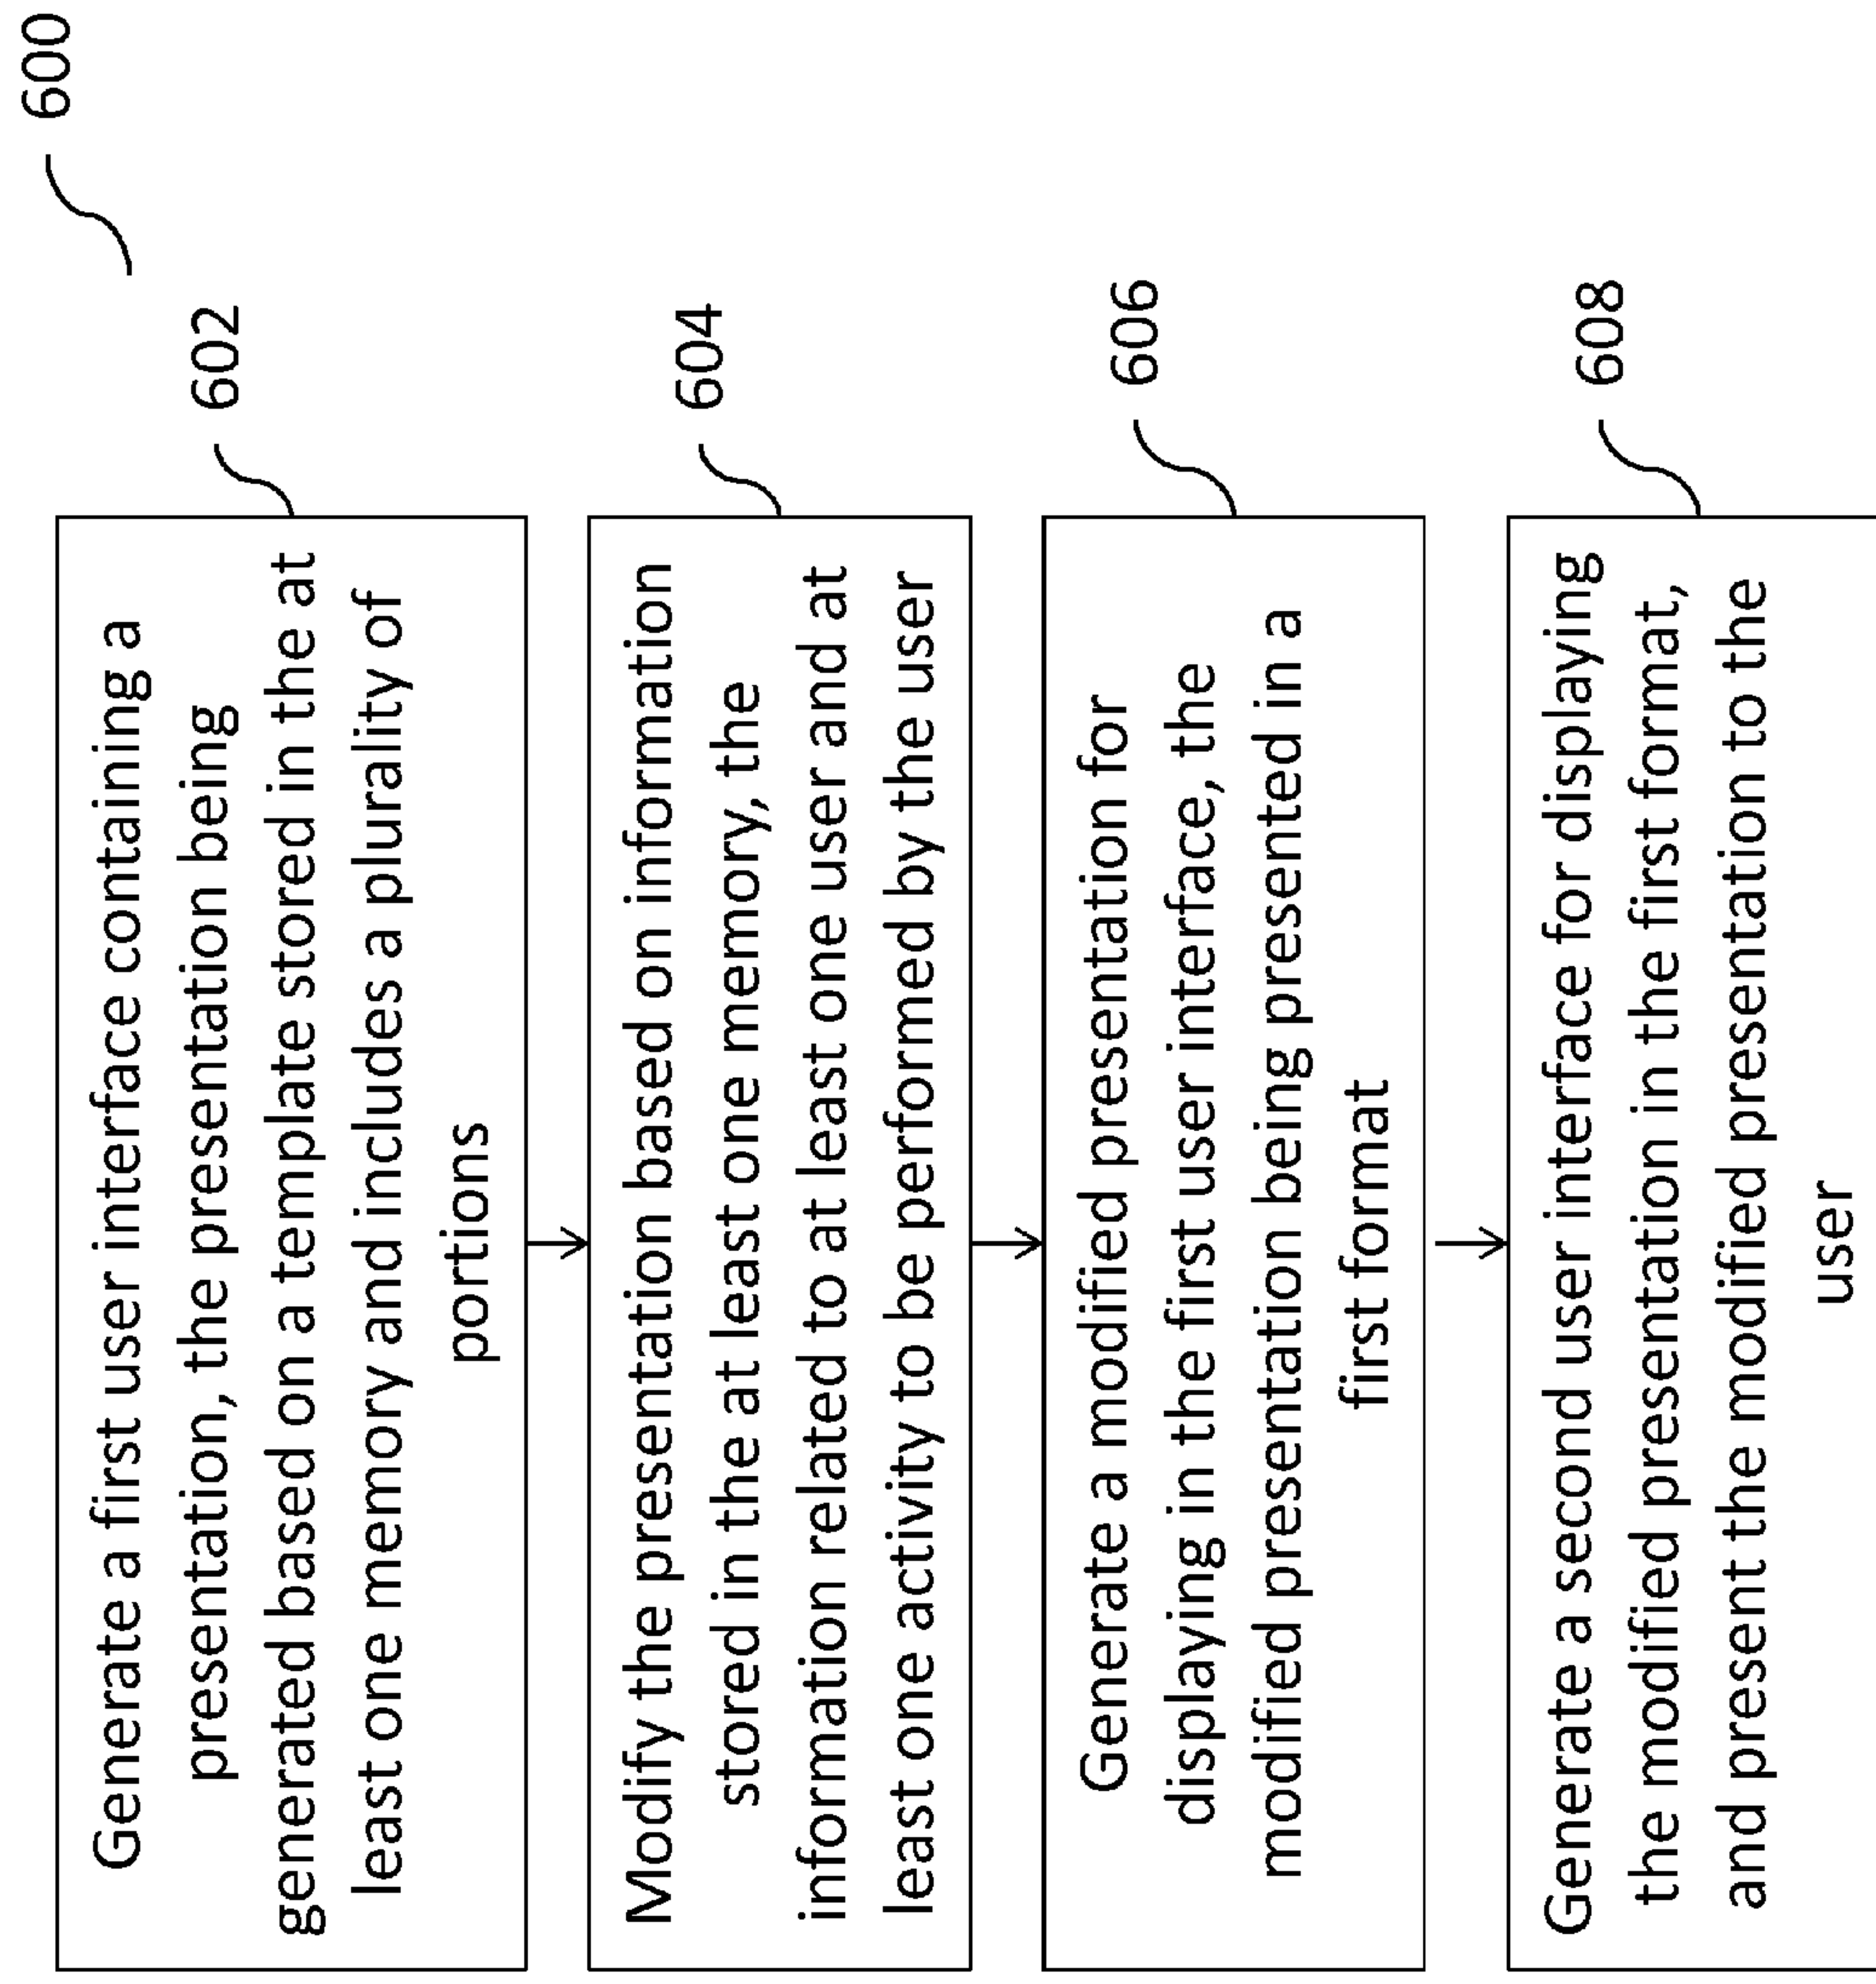 600
Generate a first user interface containing a
presentation, the presentation being
generated based on a template stored in the at
least one memory and includes a plurality of
portions
602
Modify the presentation based on information
stored in the at least one memory, the
information related to at least one user and at
least one activity to be performed by the user
604
Generate a modified presentation for
displaying in the first user interface, the
modified presentation being presented in a
first format
606
Generate a second user interface for displaying
the modified presentation in the first format,
and present the modified presentation to the
user
608